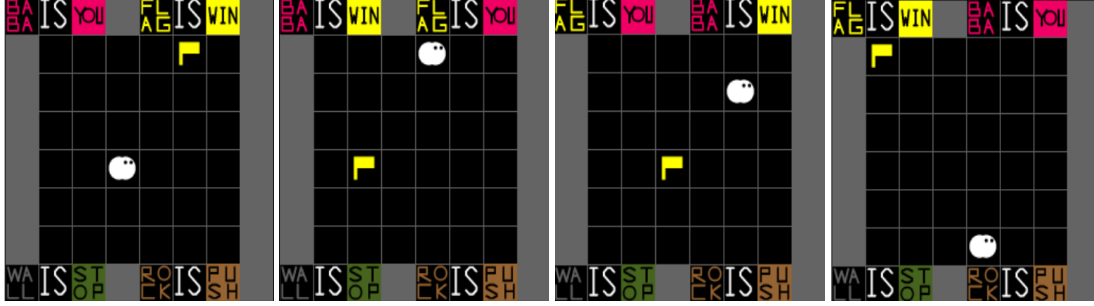 BABA IS YOU FLAG IS WIN
WALL IS STOP ROCK IS PUSH
BABA IS WIN FLAG IS YOU
WALL IS STOP ROCK IS PUSH
FLAG IS YOU BABA IS WIN
WALL IS STOP ROCK IS PUSH
FLAG IS WIN BABA IS YOU
WALL IS STOP ROCK IS PUSH